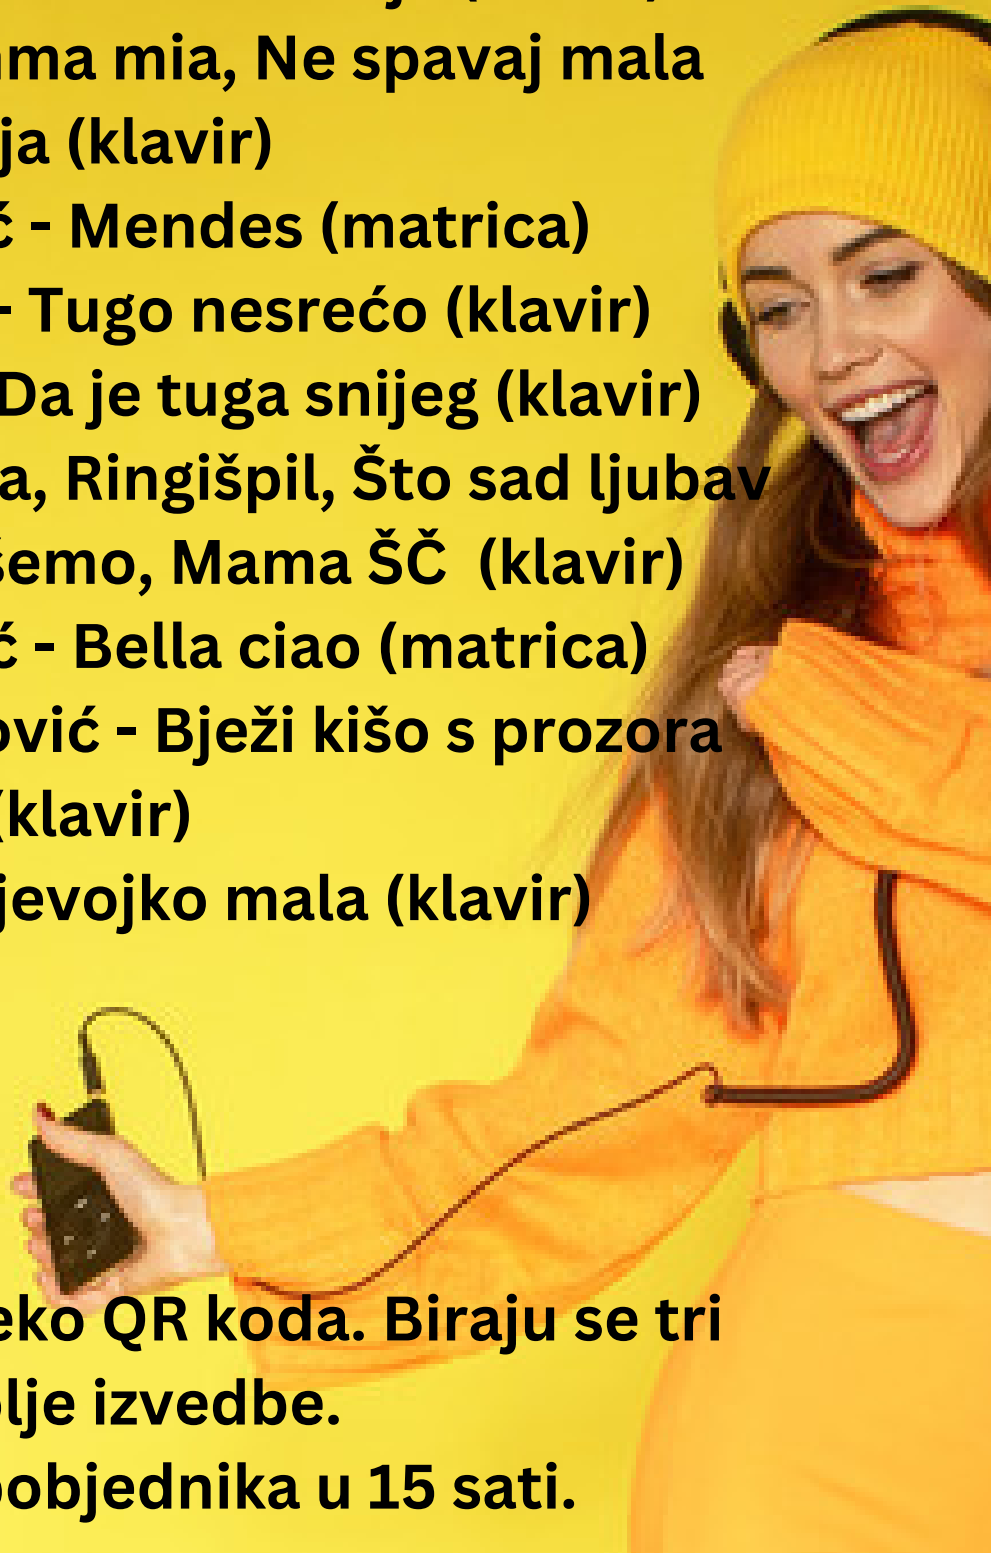 ma mia, Ne spavaj mala
ja (klavir)
ć - Mendes (matrica)
- Tugo nesrećo (klavir)
Da je tuga snijeg (klavir)
a, Ringišpil, Što sad ljubav
šemo, Mama ŠČ (klavir)
ć - Bella ciao (matrica)
ović - Bježi kišo s prozora
(klavir)
jevojko mala (klavir)
eko QR koda. Biraju se tri
olje izvedbe.
pobjednika u 15 sati.